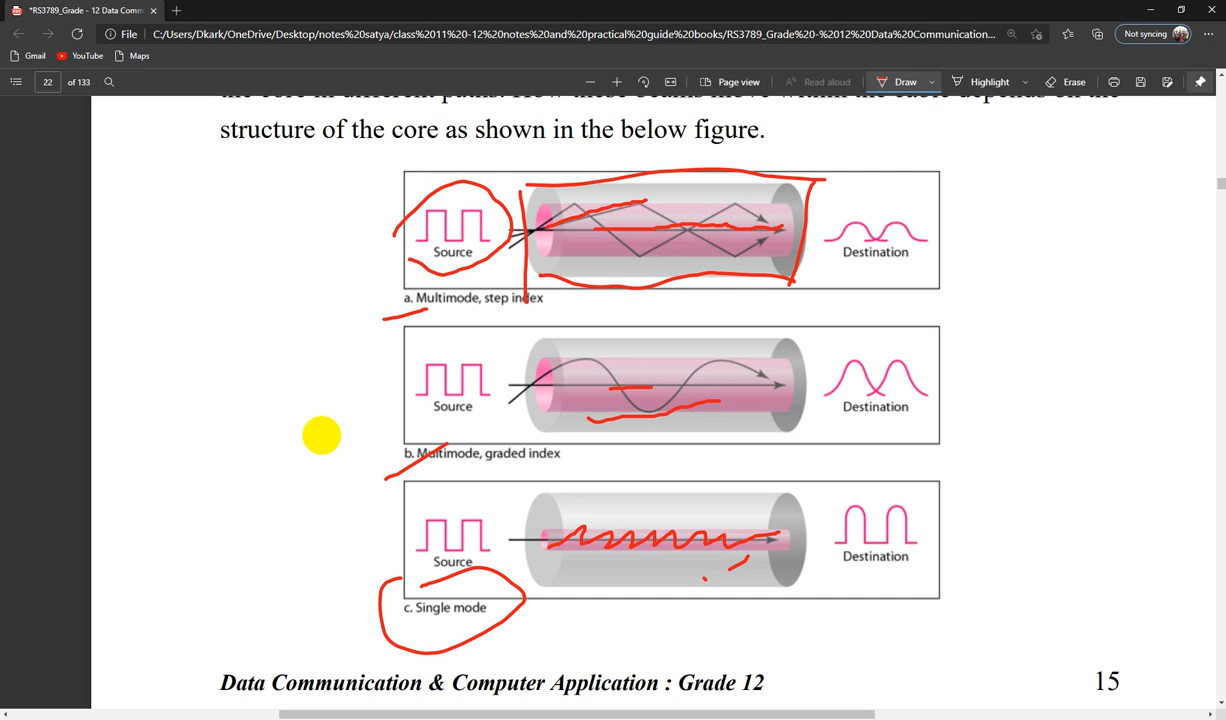 *RS3789_Grade - 12 Data Comm
File
C:/Users/Dkark/OneDrive/Desktop/notes%20satya/class%2011%20-12%20notes%20and%20practical%20guide%20books/RS3789_Grade%20-%2012%20Data%20Communication...
Not syncing
Gmail
YouTube
Maps
22
of 133
Page view
Read aloud
Draw
Highlight
Erase
structure of the core as shown in the below figure.
Source
Destination
a. Multimode, step index
Source
Destination
b. Multimode, graded index
Source
Destination
c. Single mode
Data Communication & Computer Application : Grade 12
15